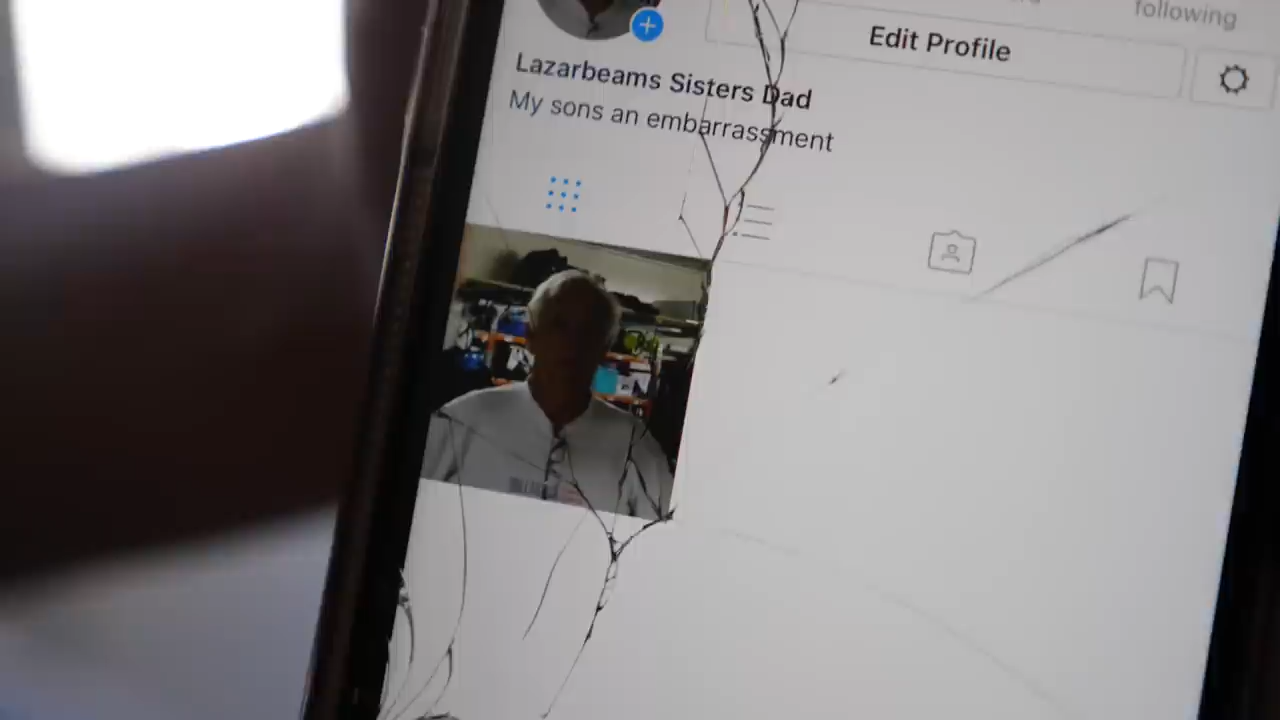 following
Edit Profile
Lazarbeams Sisters Dad
My sons an embarrassment